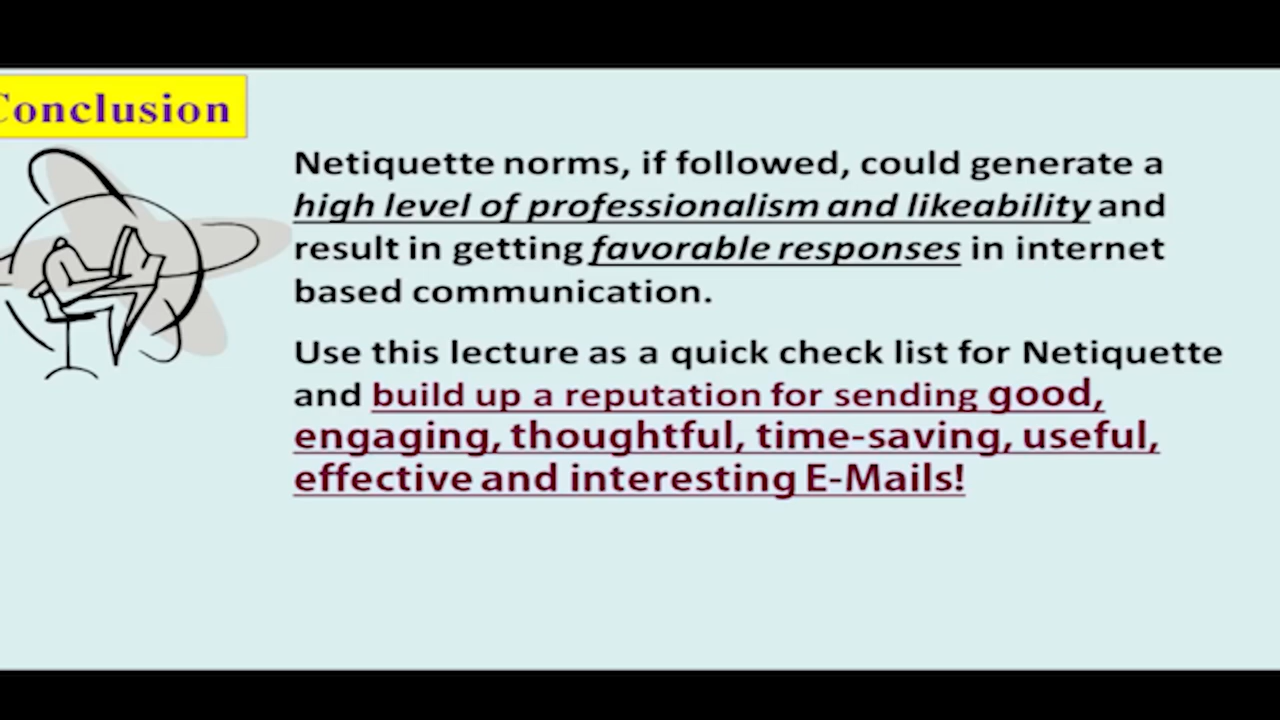 Conclusion
Netiquette norms, if followed, could generate a
high level of professionalism and likeability and
result in getting favorable responses in internet
based communication.
Use this lecture as a quick check list for Netiquette
and build up a reputation for sending good,
engaging, thoughtful, time-saving, useful,
effective and interesting E-Mails!